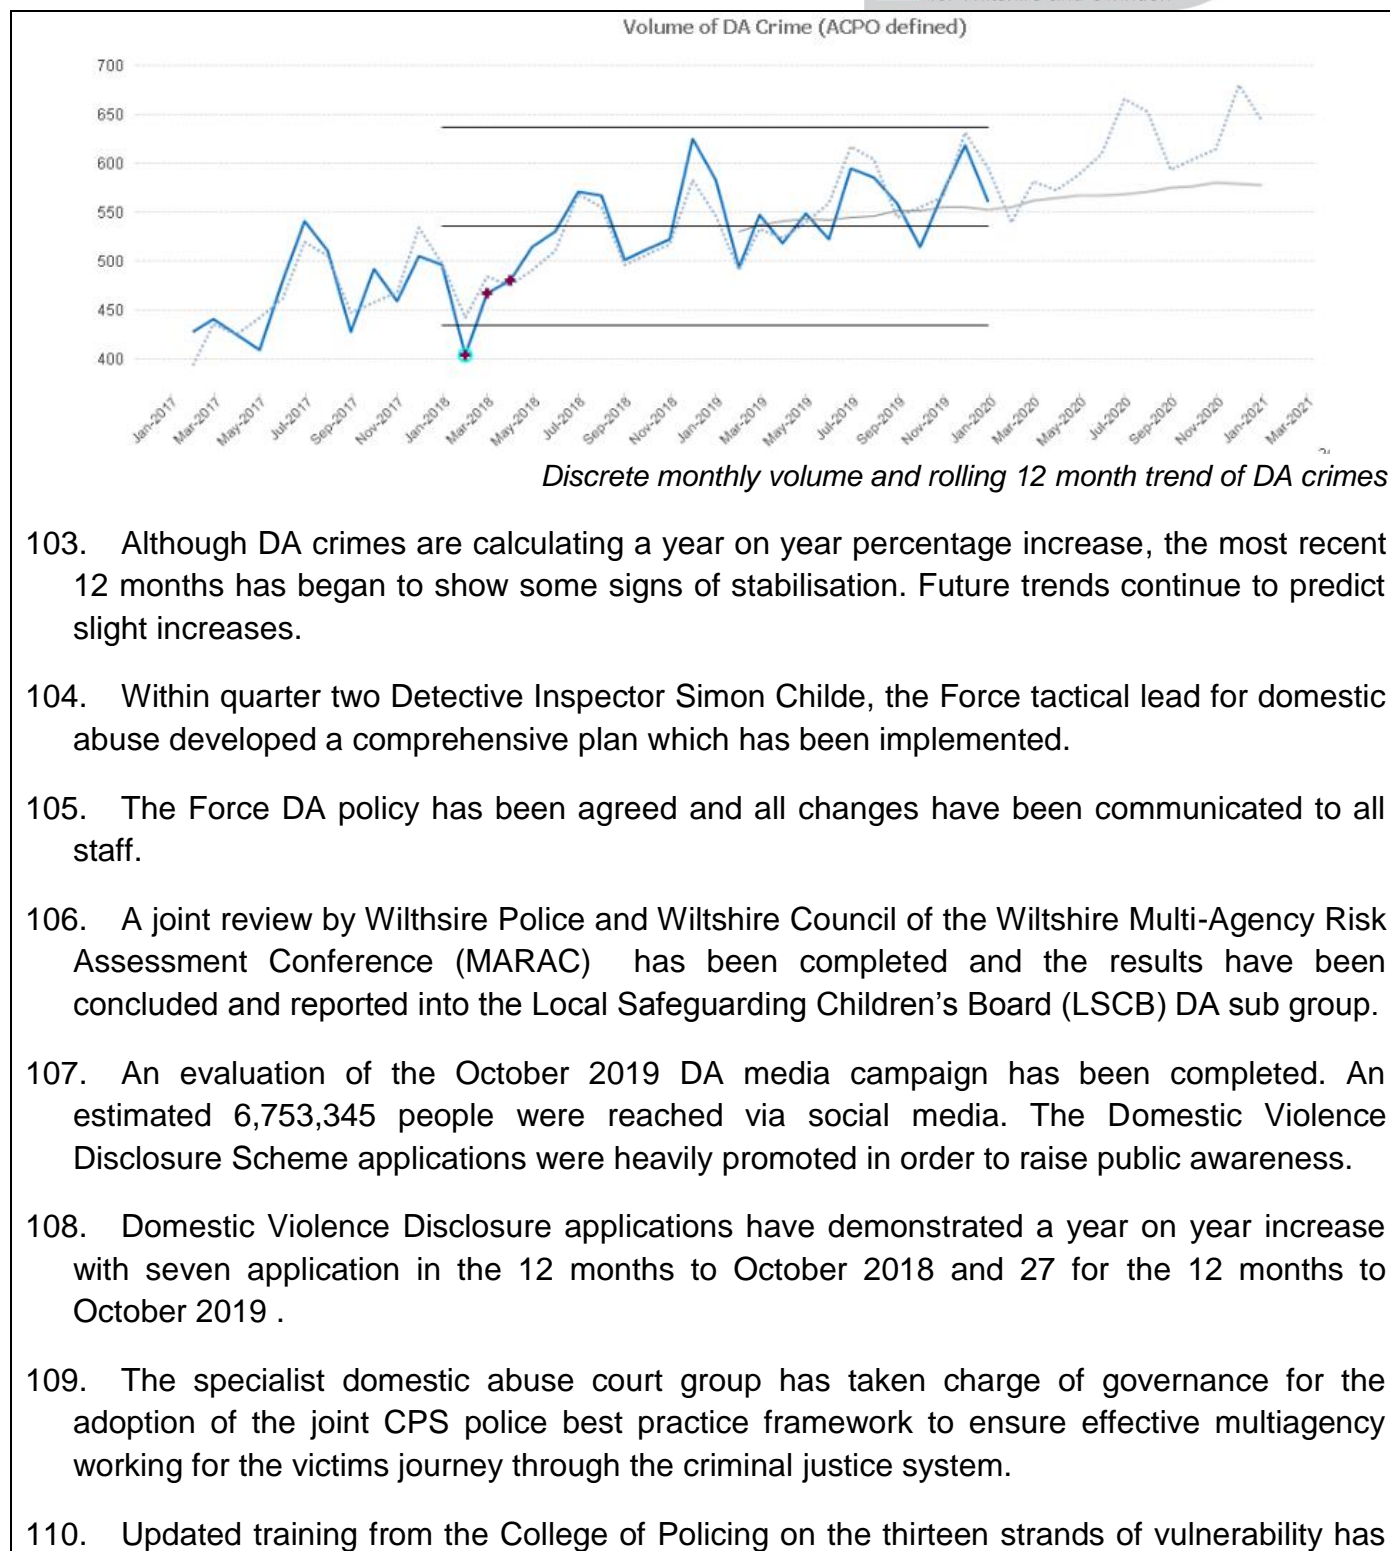 Volume of DA Crime (ACPO defined)
700
650
600
550
500
450
400
Jan-2017
Mar-2017
May-2017
Jul-2017
Sep-2017
Nov-2017
Jan-2018
Mar-2018
May-2018
Jul-2018
Sep-2018
Nov-2018
Jan-2019
Mar-2019
May-2019
Jul-2019
Sep-2019
Nov-2019
Jan-2020
Mar-2020
May-2020
Jul-2020
Sep-2020
Nov-2020
Jan-2021
Mar-2021
Discrete monthly volume and rolling 12 month trend of DA crimes
103. Although DA crimes are calculating a year on year percentage increase, the most recent
12 months has began to show some signs of stabilisation. Future trends continue to predict
slight increases.
104. Within quarter two Detective Inspector Simon Childe, the Force tactical lead for domestic
abuse developed a comprehensive plan which has been implemented.
105. The Force DA policy has been agreed and all changes have been communicated to all
staff.
106. A joint review by Wilthsire Police and Wiltshire Council of the Wiltshire Multi-Agency Risk
Assessment Conference (MARAC) has been completed and the results have been
concluded and reported into the Local Safeguarding Children’s Board (LSCB) DA sub group.
107. An evaluation of the October 2019 DA media campaign has been completed. An
estimated 6,753,345 people were reached via social media. The Domestic Violence
Disclosure Scheme applications were heavily promoted in order to raise public awareness.
108. Domestic Violence Disclosure applications have demonstrated a year on year increase
with seven application in the 12 months to October 2018 and 27 for the 12 months to
October 2019 .
109. The specialist domestic abuse court group has taken charge of governance for the
adoption of the joint CPS police best practice framework to ensure effective multiagency
working for the victims journey through the criminal justice system.
110. Updated training from the College of Policing on the thirteen strands of vulnerability has